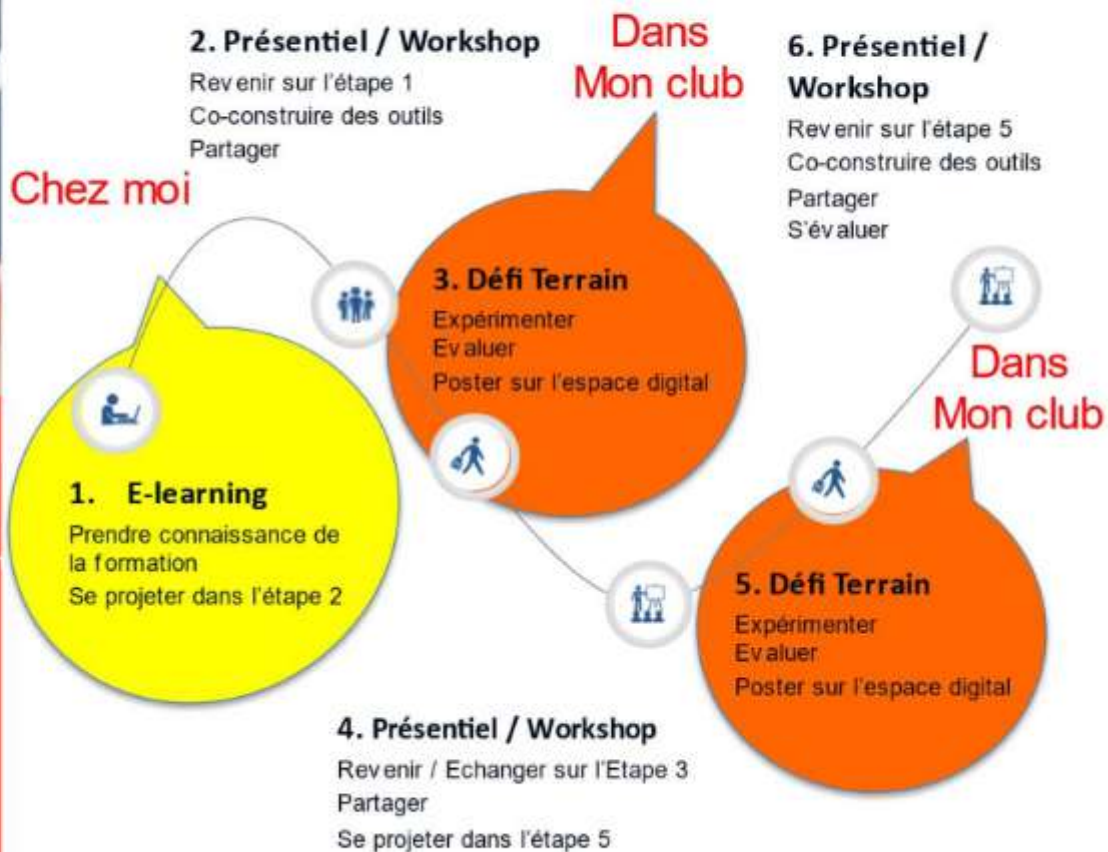 Chez moi
1. E-learning
Prendre connaissance de
la formation
Se projeter dans l'étape 2
2. Présentiel / Workshop
Revenir sur l'étape 1
Co-construire des outils
Partager
Dans
Mon club
3. Défi Terrain
Expérimenter
Evaluer
Poster sur l'espace digital
4. Présentiel / Workshop
Revenir / Echanger sur l'Etape 3
Partager
Se projeter dans l'étape 5
Dans
Mon club
5. Défi Terrain
Expérimenter
Evaluer
Poster sur l'espace digital
6. Présentiel /
Workshop
Revenir sur l'étape 5
Co-construire des outils
Partager
S'évaluer